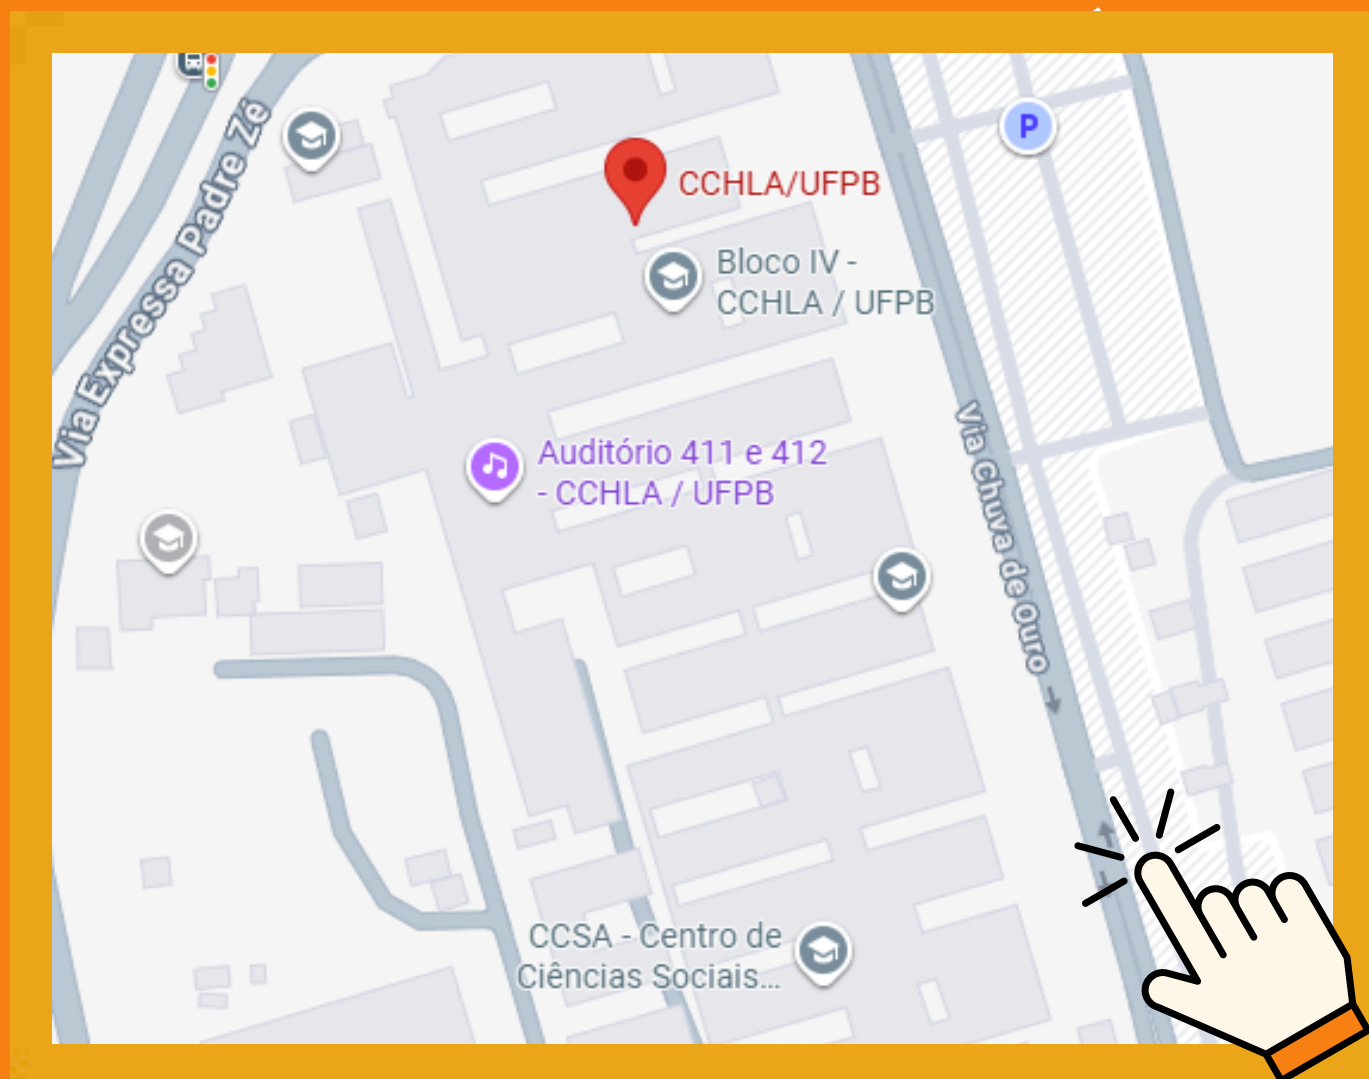 P
CCHLA/UFPB
Via Expressa Padre Zé
Bloco IV -
CCHLA / UFPB
Auditório 411 e 412
- CCHLA / UFPB
Via Chuva de Ouro
CCSA - Centro de
Ciências Sociais...